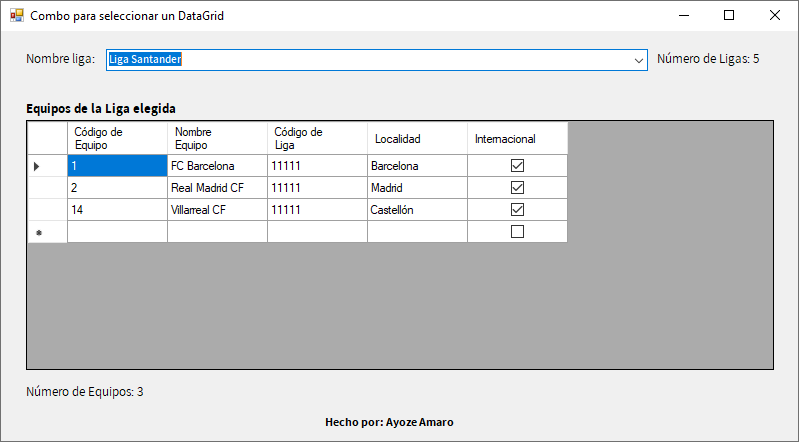 Combo para seleccionar un DataGrid
Nombre liga: Liga Santander Número de Ligas: 5
Equipos de la Liga elegida
Código de Equipo Nombre Equipo Código de Liga Localidad Internacional
1 FC Barcelona 11111 Barcelona
2 Real Madrid CF 11111 Madrid
14 Villarreal CF 11111 Castellón
Número de Equipos: 3
Hecho por: Ayoze Amaro